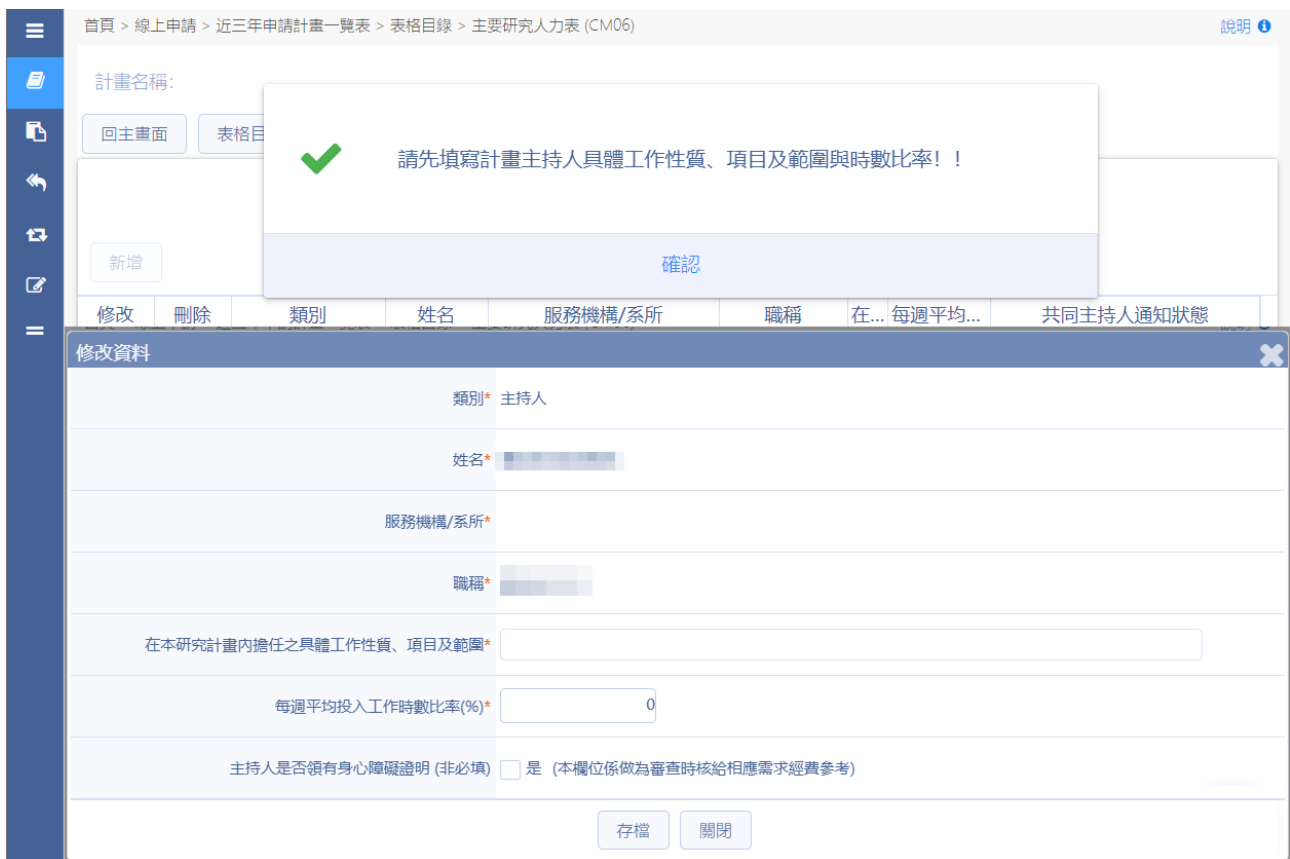 首頁 > 線上申請 > 近三年申請計畫一覽表 > 表格目錄 > 主要研究人力表 (CM06)
說明
計畫名稱:
回主畫面
表格目
請先填寫計畫主持人具體工作性質、項目及範圍與時數比率！！
新增
確認
修改 刪除 類別 姓名 服務機構/系所 職稱 在... 每週平均... 共同主持人通知狀態
修改資料
類別* 主持人
姓名*
服務機構/系所*
職稱*
在本研究計畫內擔任之具體工作性質、項目及範圍*
每週平均投入工作時數比率(%)* 0
主持人是否領有身心障礙證明 (非必填) 是 (本欄位係做為審查時核給相應需求經費參考)
存檔 關閉